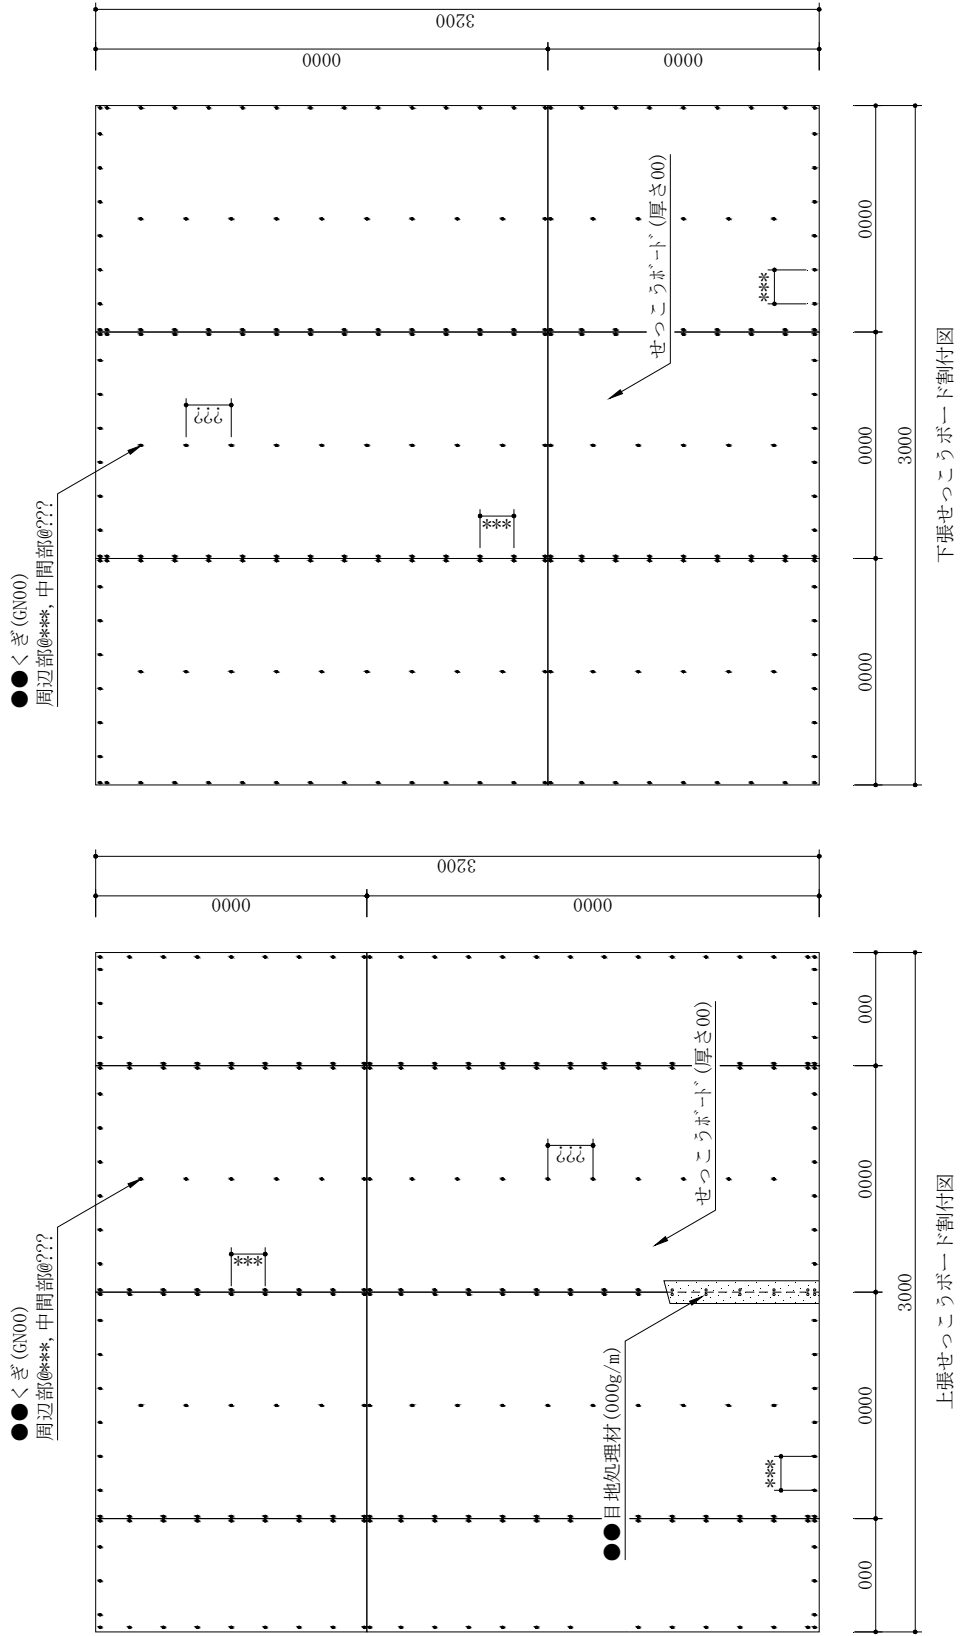 ●●くぎ(GN00)
周辺部@***,中間部@???
0000
0000
3200
***
???
●●目地処理材(000g/m)
せっこうボード(厚さ00)
***
000
0000
0000
000
3000
上張せっこうボード割付図
●●くぎ(GN00)
周辺部@***,中間部@???
0000
0000
3200
???
***
せっこうボード(厚さ00)
***
0000
0000
0000
3000
下張せっこうボード割付図